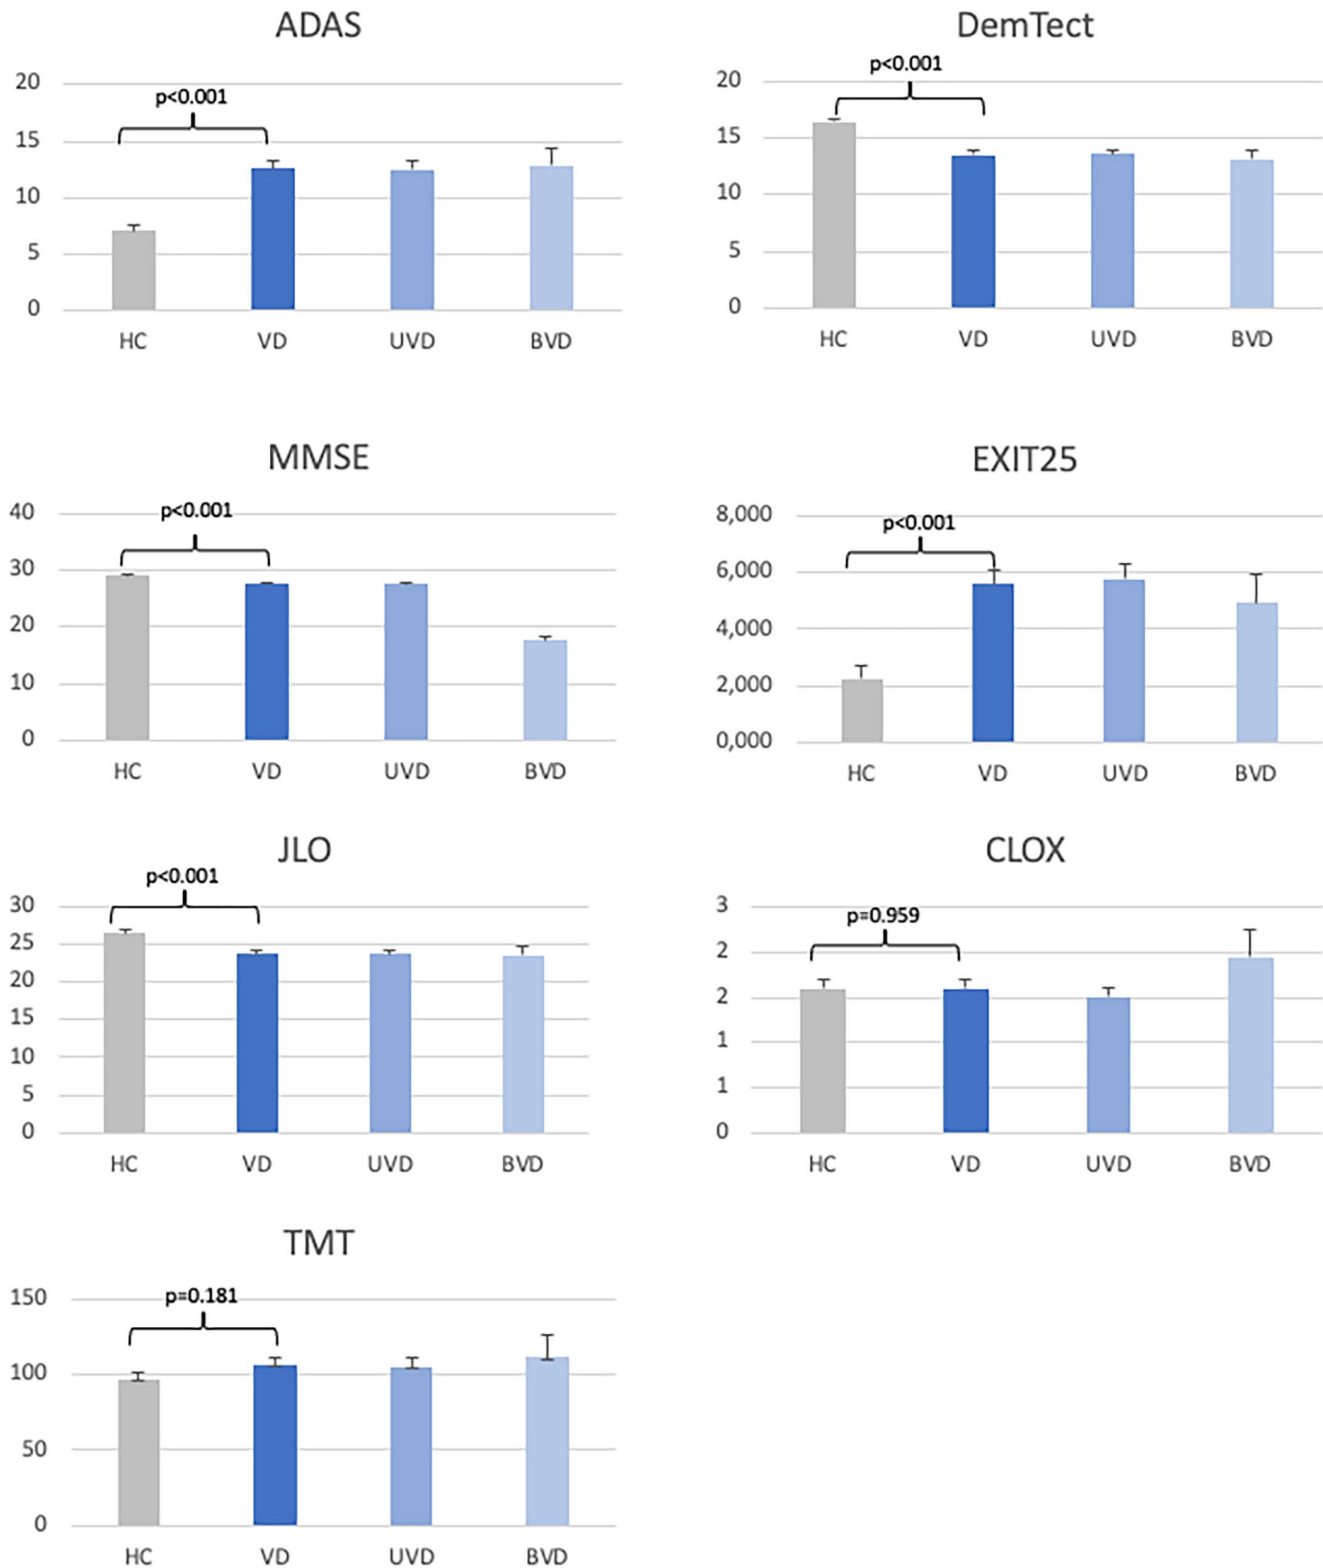 ADAS
20
p<0.001
15
10
5
0
HC VD UVD BVD
DemTect
p<0.001
20
15
10
5
0
HC VD UVD BVD
MMSE
40
p<0.001
30
20
10
0
HC VD UVD BVD
EXIT25
8,000
p<0.001
6,000
4,000
2,000
0,000
HC VD UVD BVD
JLO
p<0.001
30
25
20
15
10
5
0
HC VD UVD BVD
CLOX
3
p=0.959
2
2
1
1
0
HC VD UVD BVD
TMT
150
p=0.181
100
50
0
HC VD UVD BVD